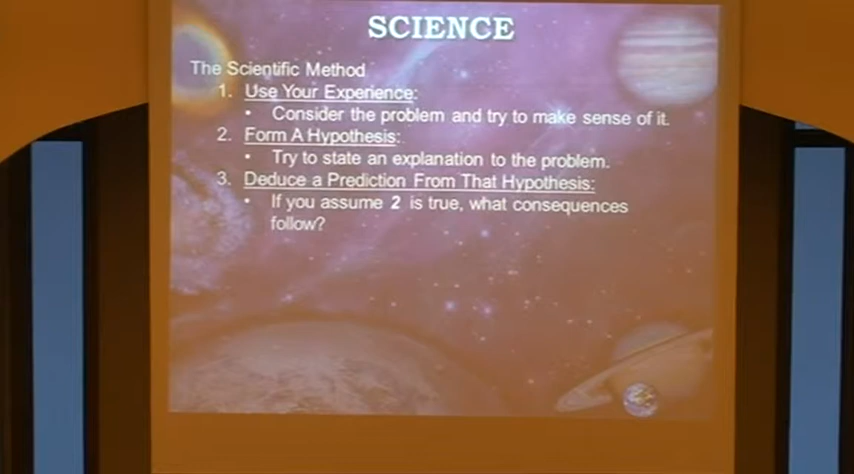 SCIENCE
The Scientific Method
1. Use Your Experience:
• Consider the problem and try to make sense of it.
2. Form A Hypothesis:
• Try to state an explanation to the problem.
3. Deduce a Prediction From That Hypothesis:
• If you assume 2 is true, what consequences
follow?